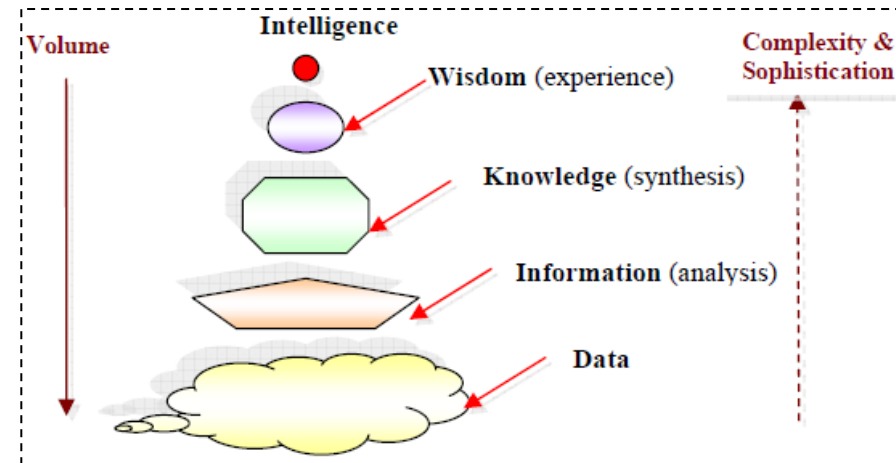 Intelligence
Volume
Complexity &
Sophistication
Wisdom (experience)
Knowledge (synthesis)
Information (analysis)
Data